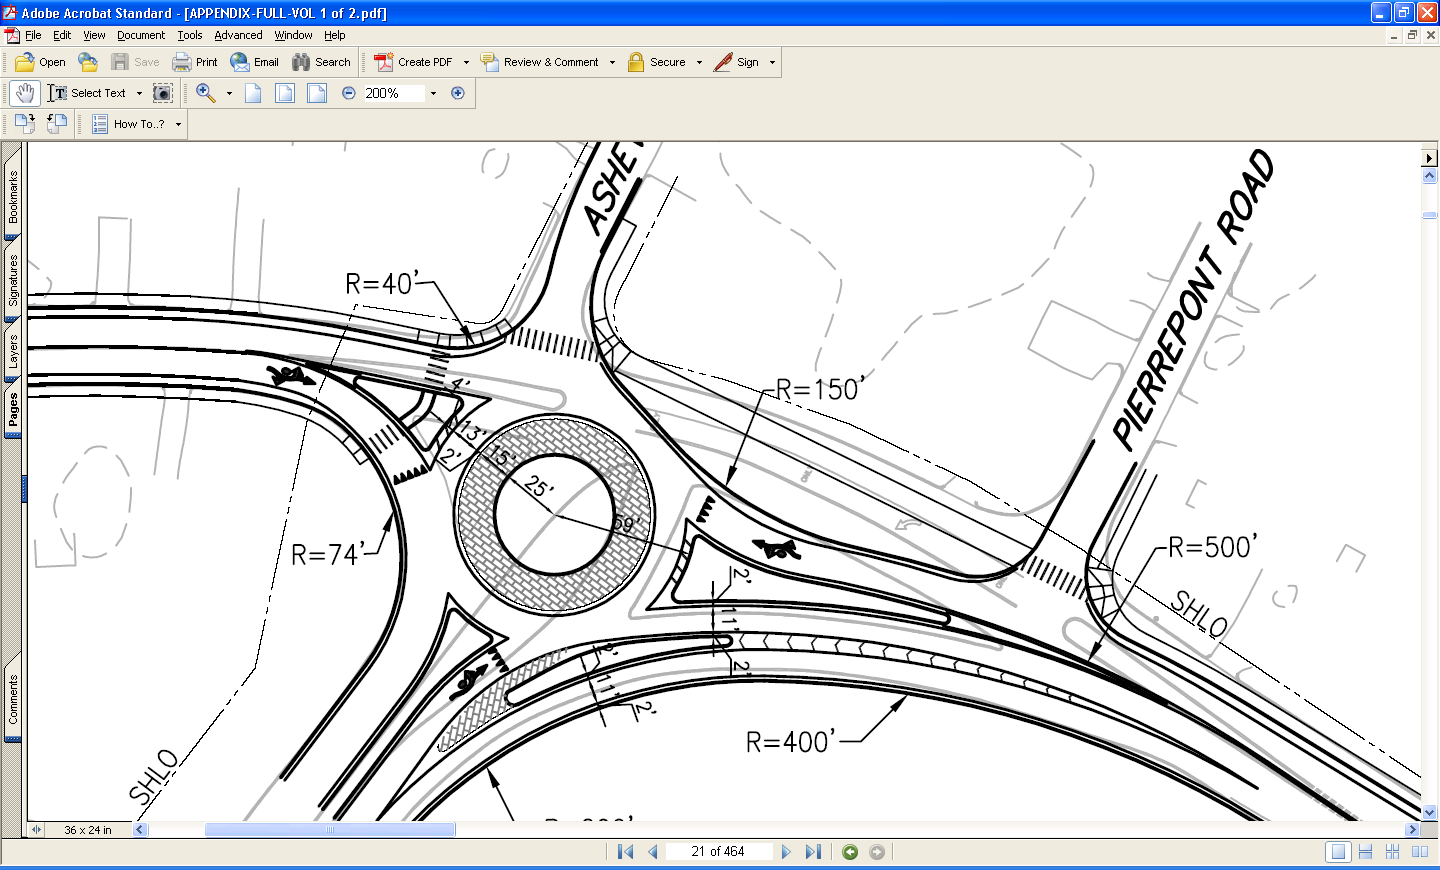 Adobe Acrobat Standard - [APPENDIX-FULL-VOL 1 of 2.pdf]
File Edit View Document Tools Advanced Window Help
Open Save Print Email Search Create PDF Review & Comment Secure Sign
Select Text 200%
How To..?
Bookmarks
Signatures
Layers
Pages
Comments
ASHE
PIERREPONT ROAD
R=40'
R=150'
4'
13'
15'
2'
25'
59'
R=74'
R=500'
2'
11'
2'
2'
11'
2'
SHLO
R=400'
SHLO
36 x 24 in
21 of 464